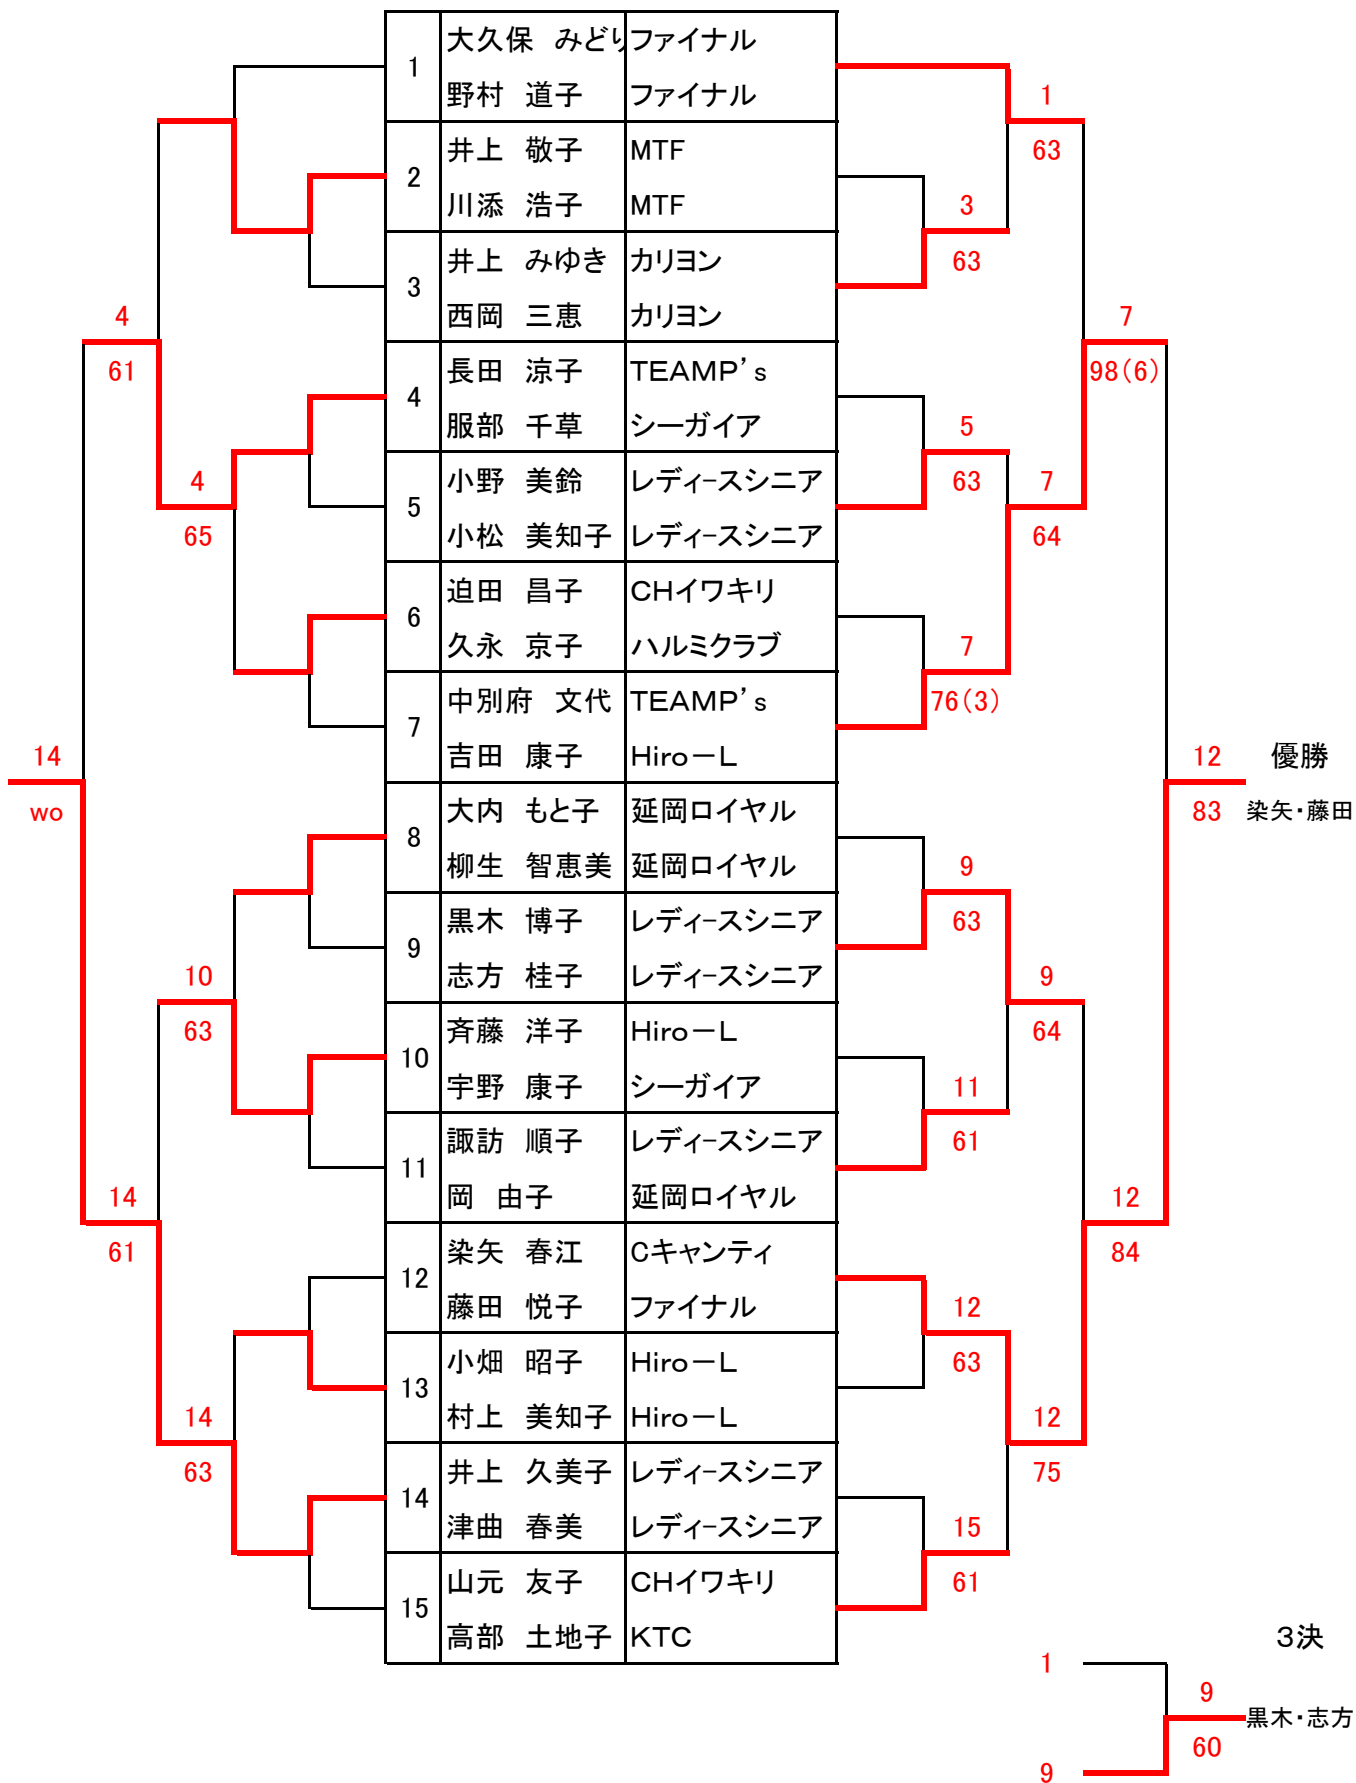 1 大久保 みどり ファイナル
野村 道子 ファイナル
1
63
2 井上 敬子 MTF
川添 浩子 MTF
3
63
3 井上 みゆき カリヨン
西岡 三恵 カリヨン
4
61
7
98(6)
4 長田 涼子 TEAMP’s
服部 千草 シーガイア
5
63
4
65
5 小野 美鈴 レディースシニア
小松 美知子 レディースシニア
7
64
6 迫田 昌子 CHイワキリ
久永 京子 ハルミクラブ
7
76(3)
7 中別府 文代 TEAMP’s
吉田 康子 Hiro－L
14
wo
12 優勝
83 染矢・藤田
8 大内 もと子 延岡ロイヤル
柳生 智恵美 延岡ロイヤル
9
63
9 黒木 博子 レディースシニア
志方 桂子 レディースシニア
10
63
9
64
10 斉藤 洋子 Hiro－L
宇野 康子 シーガイア
11
61
11 諏訪 順子 レディースシニア
岡 由子 延岡ロイヤル
14
61
12
84
12 染矢 春江 Cキャンティ
藤田 悦子 ファイナル
12
63
13 小畑 昭子 Hiro－L
村上 美知子 Hiro－L
14
63
12
75
14 井上 久美子 レディースシニア
津曲 春美 レディースシニア
15
61
15 山元 友子 CHイワキリ
高部 土地子 KTC
3決
1
9
黒木・志方
60
9